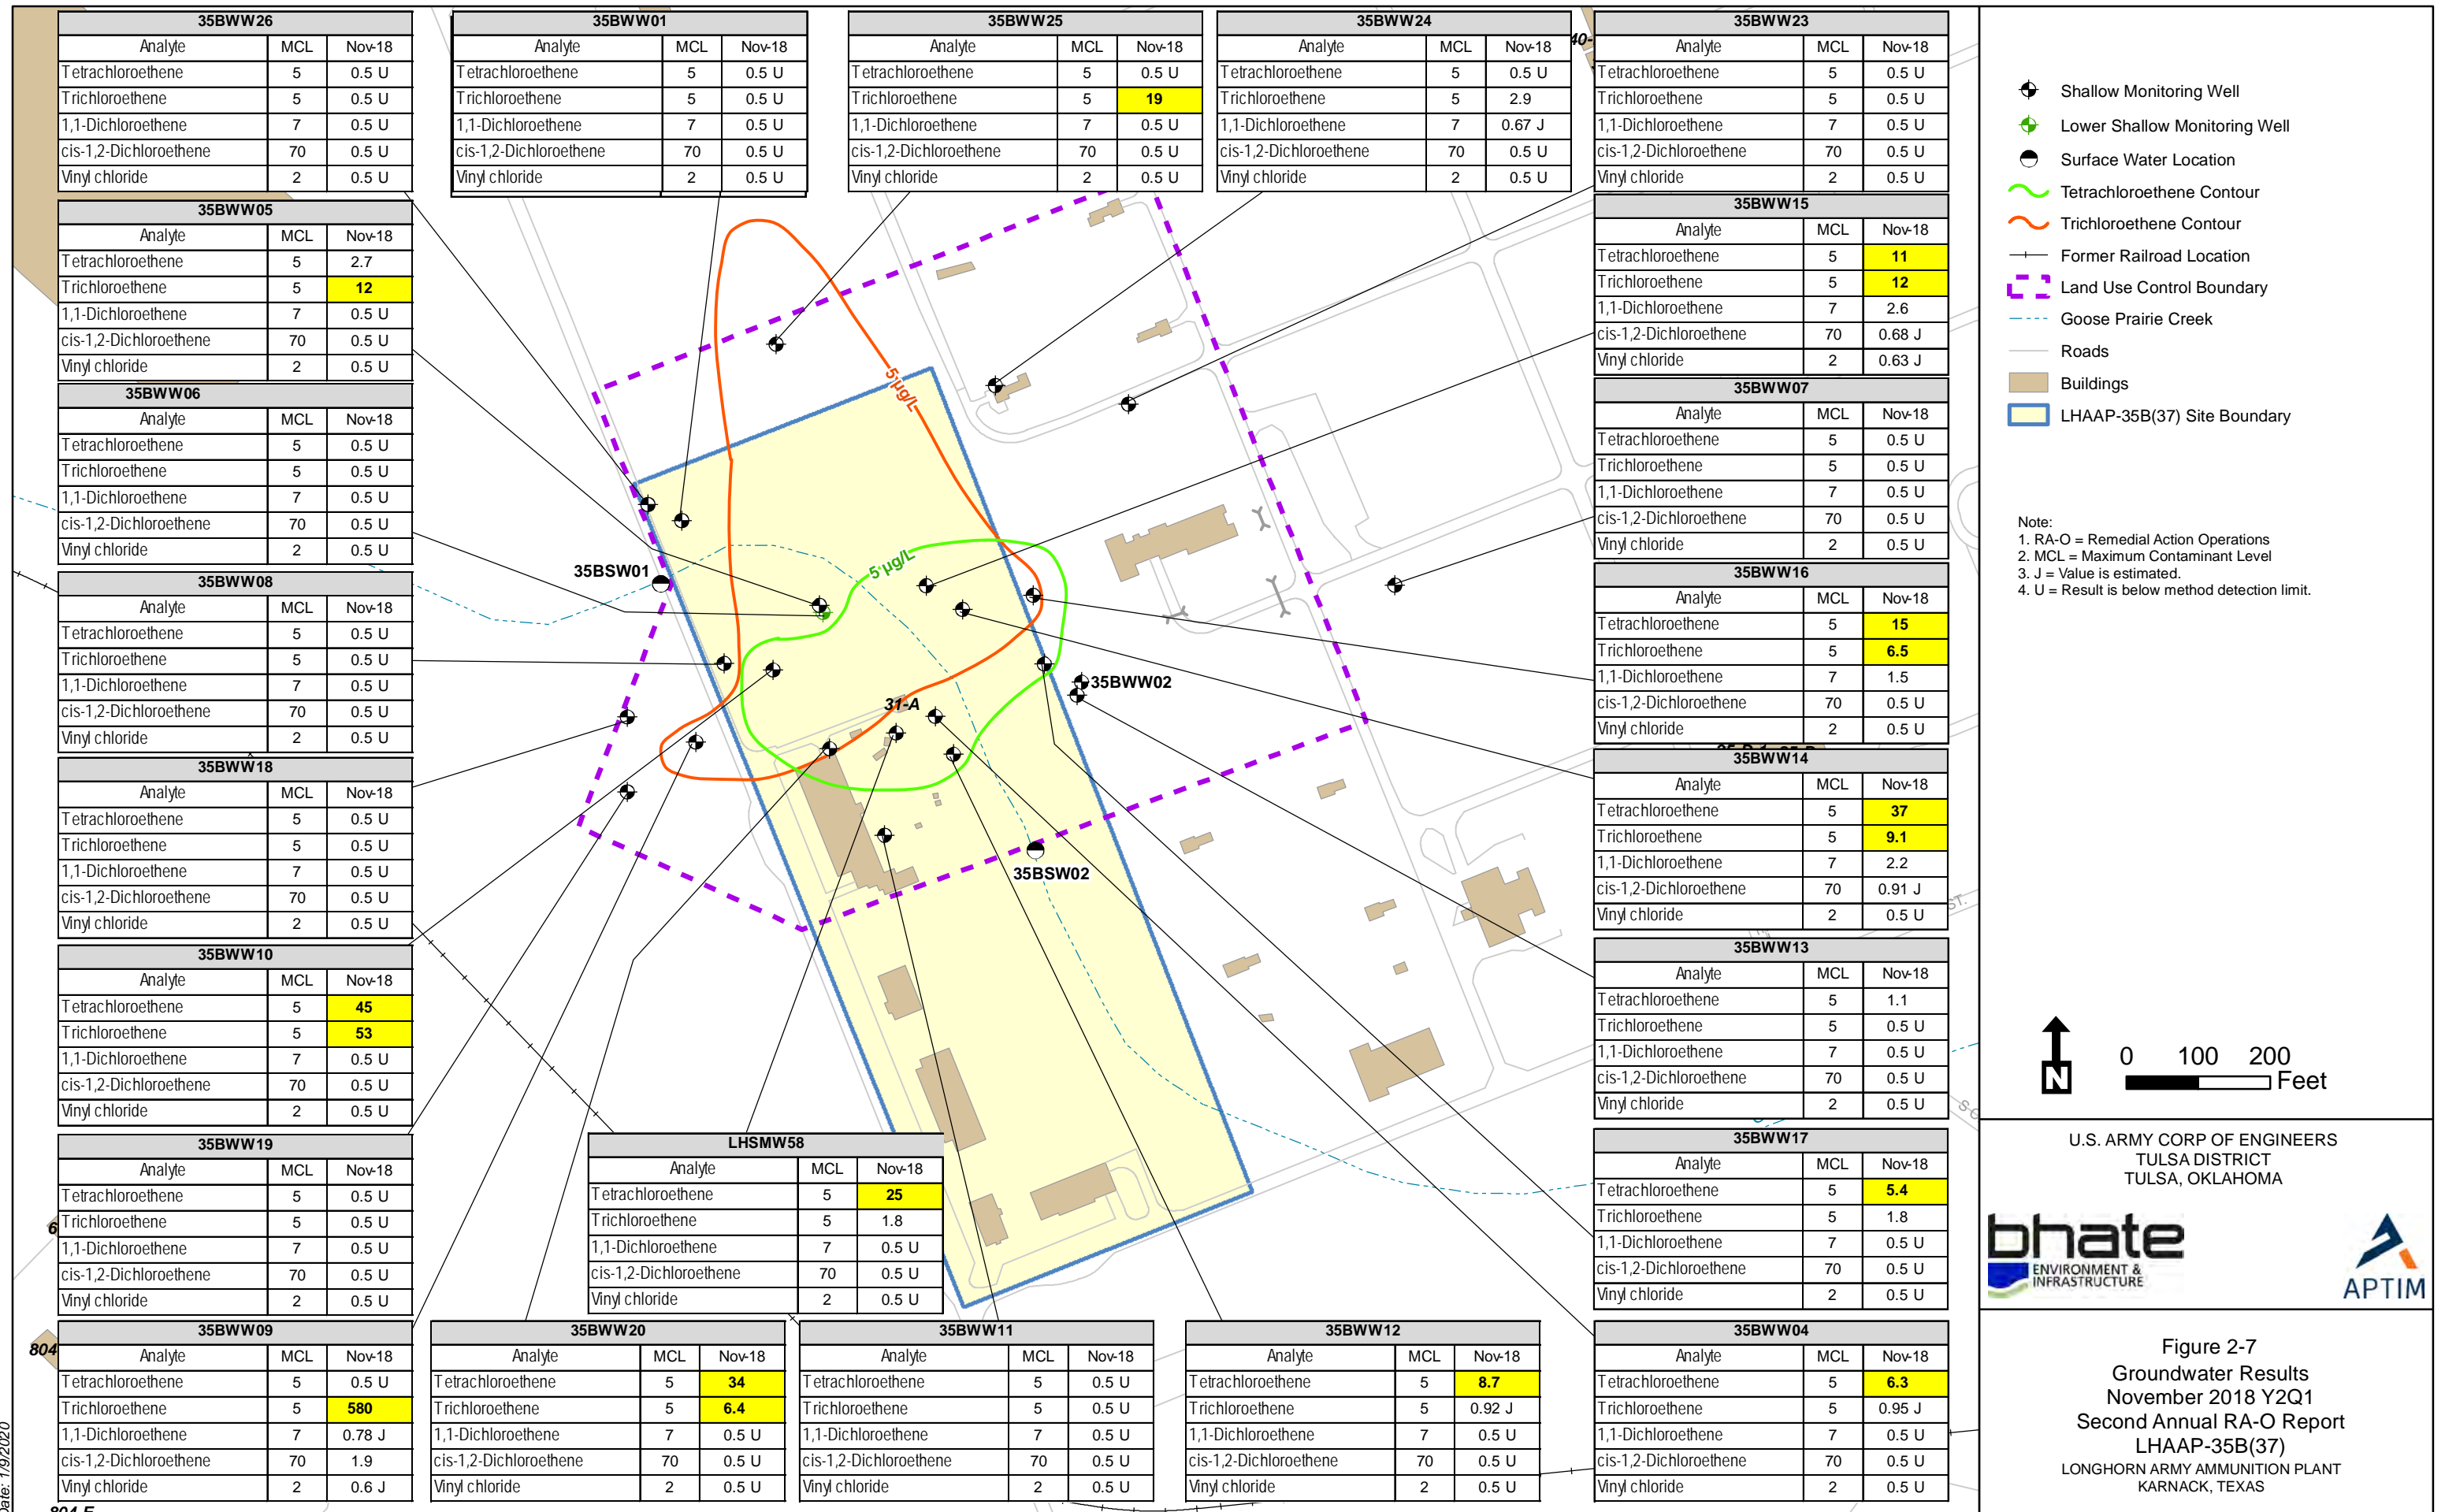 35BWW26
Analyte MCL Nov-18
Tetrachloroethene 5 0.5 U
Trichloroethene 5 0.5 U
1,1-Dichloroethene 7 0.5 U
cis-1,2-Dichloroethene 70 0.5 U
Vinyl chloride 2 0.5 U
35BWW01
Analyte MCL Nov-18
Tetrachloroethene 5 0.5 U
Trichloroethene 5 0.5 U
1,1-Dichloroethene 7 0.5 U
cis-1,2-Dichloroethene 70 0.5 U
Vinyl chloride 2 0.5 U
35BWW25
Analyte MCL Nov-18
Tetrachloroethene 5 0.5 U
Trichloroethene 5 19
1,1-Dichloroethene 7 0.5 U
cis-1,2-Dichloroethene 70 0.5 U
Vinyl chloride 2 0.5 U
35BWW24
Analyte MCL Nov-18
Tetrachloroethene 5 0.5 U
Trichloroethene 5 2.9
1,1-Dichloroethene 7 0.67 J
cis-1,2-Dichloroethene 70 0.5 U
Vinyl chloride 2 0.5 U
40-
35BWW23
Analyte MCL Nov-18
Tetrachloroethene 5 0.5 U
Trichloroethene 5 0.5 U
1,1-Dichloroethene 7 0.5 U
cis-1,2-Dichloroethene 70 0.5 U
Vinyl chloride 2 0.5 U
35BWW05
Analyte MCL Nov-18
Tetrachloroethene 5 2.7
Trichloroethene 5 12
1,1-Dichloroethene 7 0.5 U
cis-1,2-Dichloroethene 70 0.5 U
Vinyl chloride 2 0.5 U
35BWW06
Analyte MCL Nov-18
Tetrachloroethene 5 0.5 U
Trichloroethene 5 0.5 U
1,1-Dichloroethene 7 0.5 U
cis-1,2-Dichloroethene 70 0.5 U
Vinyl chloride 2 0.5 U
35BWW08
Analyte MCL Nov-18
Tetrachloroethene 5 0.5 U
Trichloroethene 5 0.5 U
1,1-Dichloroethene 7 0.5 U
cis-1,2-Dichloroethene 70 0.5 U
Vinyl chloride 2 0.5 U
35BWW18
Analyte MCL Nov-18
Tetrachloroethene 5 0.5 U
Trichloroethene 5 0.5 U
1,1-Dichloroethene 7 0.5 U
cis-1,2-Dichloroethene 70 0.5 U
Vinyl chloride 2 0.5 U
35BWW10
Analyte MCL Nov-18
Tetrachloroethene 5 45
Trichloroethene 5 53
1,1-Dichloroethene 7 0.5 U
cis-1,2-Dichloroethene 70 0.5 U
Vinyl chloride 2 0.5 U
35BWW19
Analyte MCL Nov-18
Tetrachloroethene 5 0.5 U
Trichloroethene 5 0.5 U
1,1-Dichloroethene 7 0.5 U
cis-1,2-Dichloroethene 70 0.5 U
Vinyl chloride 2 0.5 U
6
35BWW09
Analyte MCL Nov-18
Tetrachloroethene 5 0.5 U
Trichloroethene 5 580
1,1-Dichloroethene 7 0.78 J
cis-1,2-Dichloroethene 70 1.9
Vinyl chloride 2 0.6 J
804
Date: 1/9/2020
5 µg/L
5 µg/L
35BSW01
35BWW02
31-A
35BSW02
LHSMW58
Analyte MCL Nov-18
Tetrachloroethene 5 25
Trichloroethene 5 1.8
1,1-Dichloroethene 7 0.5 U
cis-1,2-Dichloroethene 70 0.5 U
Vinyl chloride 2 0.5 U
35BWW20
Analyte MCL Nov-18
Tetrachloroethene 5 34
Trichloroethene 5 6.4
1,1-Dichloroethene 7 0.5 U
cis-1,2-Dichloroethene 70 0.5 U
Vinyl chloride 2 0.5 U
35BWW11
Analyte MCL Nov-18
Tetrachloroethene 5 0.5 U
Trichloroethene 5 0.5 U
1,1-Dichloroethene 7 0.5 U
cis-1,2-Dichloroethene 70 0.5 U
Vinyl chloride 2 0.5 U
35BWW12
Analyte MCL Nov-18
Tetrachloroethene 5 8.7
Trichloroethene 5 0.92 J
1,1-Dichloroethene 7 0.5 U
cis-1,2-Dichloroethene 70 0.5 U
Vinyl chloride 2 0.5 U
35BWW15
Analyte MCL Nov-18
Tetrachloroethene 5 11
Trichloroethene 5 12
1,1-Dichloroethene 7 2.6
cis-1,2-Dichloroethene 70 0.68 J
Vinyl chloride 2 0.63 J
35BWW07
Analyte MCL Nov-18
Tetrachloroethene 5 0.5 U
Trichloroethene 5 0.5 U
1,1-Dichloroethene 7 0.5 U
cis-1,2-Dichloroethene 70 0.5 U
Vinyl chloride 2 0.5 U
35BWW16
Analyte MCL Nov-18
Tetrachloroethene 5 15
Trichloroethene 5 6.5
1,1-Dichloroethene 7 1.5
cis-1,2-Dichloroethene 70 0.5 U
Vinyl chloride 2 0.5 U
35BWW14
Analyte MCL Nov-18
Tetrachloroethene 5 37
Trichloroethene 5 9.1
1,1-Dichloroethene 7 2.2
cis-1,2-Dichloroethene 70 0.91 J
Vinyl chloride 2 0.5 U
ST.
35BWW13
Analyte MCL Nov-18
Tetrachloroethene 5 1.1
Trichloroethene 5 0.5 U
1,1-Dichloroethene 7 0.5 U
cis-1,2-Dichloroethene 70 0.5 U
Vinyl chloride 2 0.5 U
35BWW17
Analyte MCL Nov-18
Tetrachloroethene 5 5.4
Trichloroethene 5 1.8
1,1-Dichloroethene 7 0.5 U
cis-1,2-Dichloroethene 70 0.5 U
Vinyl chloride 2 0.5 U
35BWW04
Analyte MCL Nov-18
Tetrachloroethene 5 6.3
Trichloroethene 5 0.95 J
1,1-Dichloroethene 7 0.5 U
cis-1,2-Dichloroethene 70 0.5 U
Vinyl chloride 2 0.5 U
Shallow Monitoring Well
Lower Shallow Monitoring Well
Surface Water Location
Tetrachloroethene Contour
Trichloroethene Contour
Former Railroad Location
Land Use Control Boundary
Goose Prairie Creek
Roads
Buildings
LHAAP-35B(37) Site Boundary
Note:
1. RA-O = Remedial Action Operations
2. MCL = Maximum Contaminant Level
3. J = Value is estimated.
4. U = Result is below method detection limit.
N
0 100 200
Feet
U.S. ARMY CORP OF ENGINEERS
TULSA DISTRICT
TULSA, OKLAHOMA
bhate
ENVIRONMENT &
INFRASTRUCTURE
APTIM
Figure 2-7
Groundwater Results
November 2018 Y2Q1
Second Annual RA-O Report
LHAAP-35B(37)
LONGHORN ARMY AMMUNITION PLANT
KARNACK, TEXAS